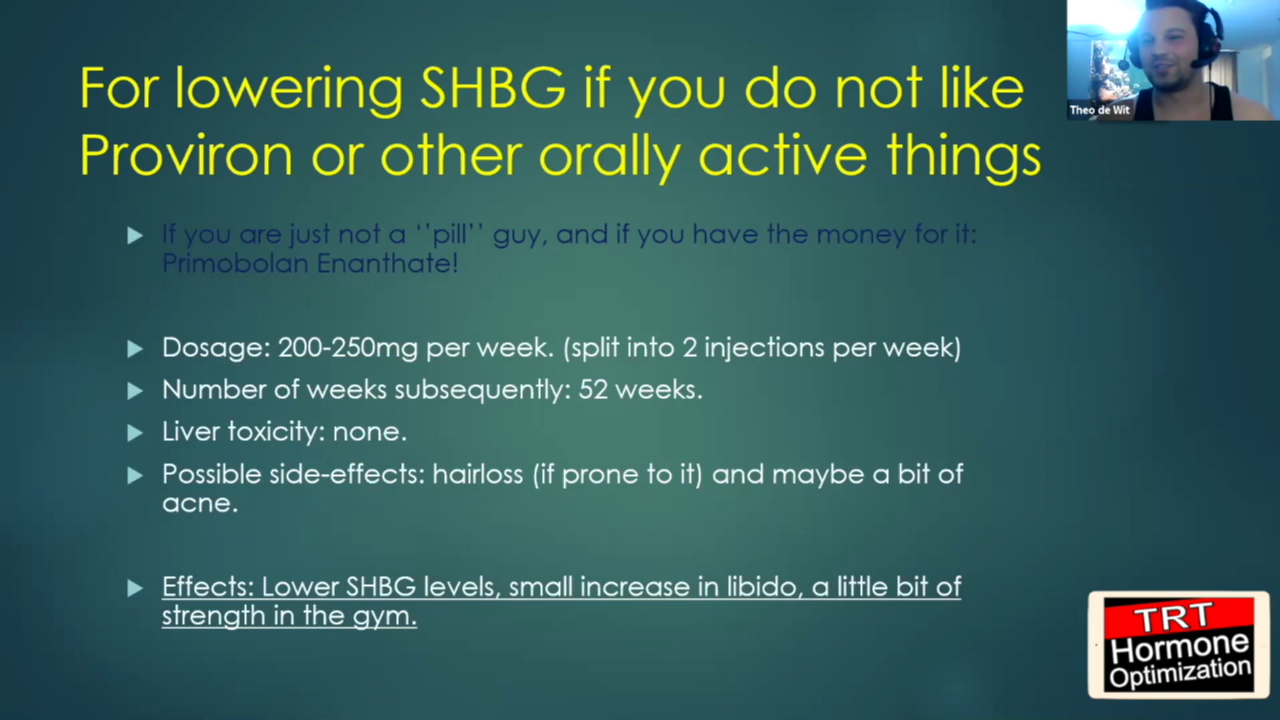 For lowering SHBG if you do not like
Proviron or other orally active things
Theo de Wit
If you are just not a ‘’pill’’ guy, and if you have the money for it:
Primobolan Enanthate!
Dosage: 200-250mg per week. (split into 2 injections per week)
Number of weeks subsequently: 52 weeks.
Liver toxicity: none.
Possible side-effects: hairloss (if prone to it) and maybe a bit of
acne.
Effects: Lower SHBG levels, small increase in libido, a little bit of
strength in the gym.
TRT
Hormone
Optimization